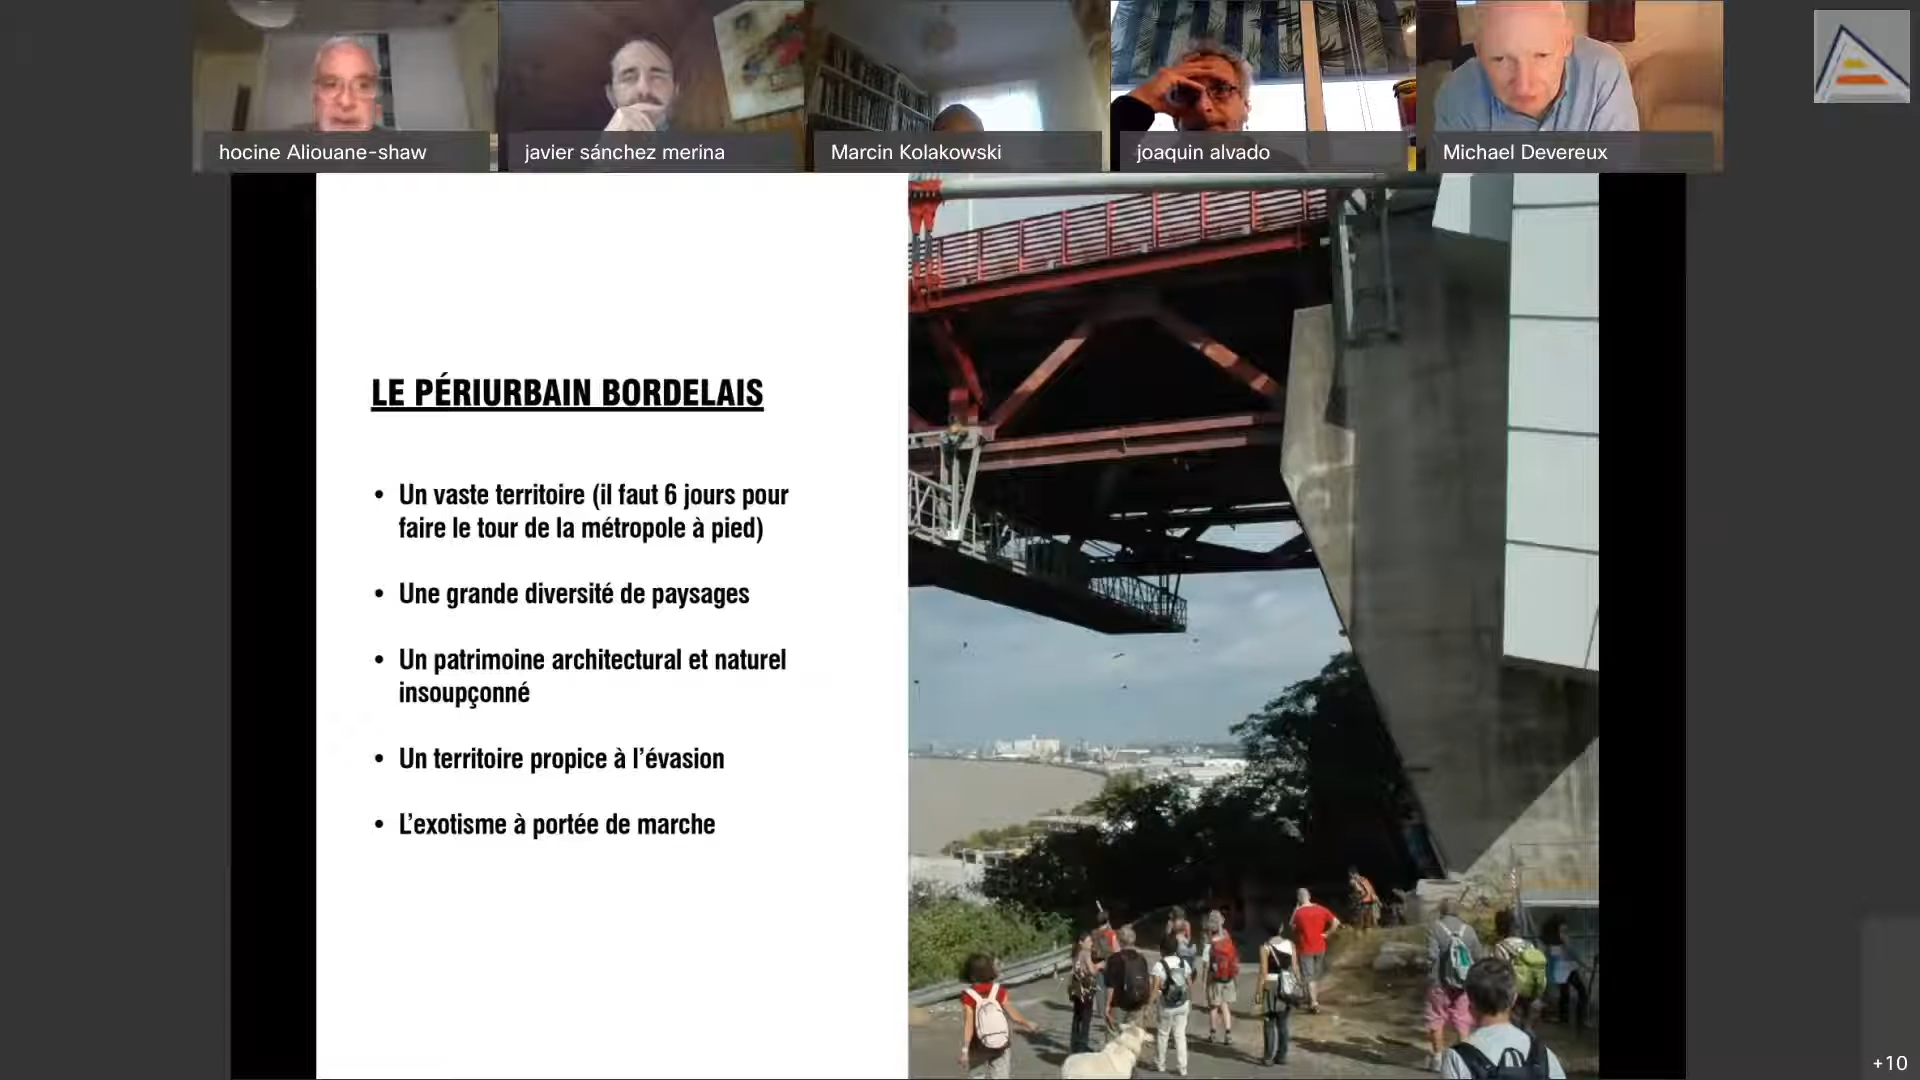 hocine Aliouane-shaw
javier sánchez merina
Marcin Kolakowski
joaquin alvado
Michael Devereux
LE PÉRIURBAIN BORDELAIS
• Un vaste territoire (il faut 6 jours pour
faire le tour de la métropole à pied)
• Une grande diversité de paysages
• Un patrimoine architectural et naturel
insoupçonné
• Un territoire propice à l’évasion
• L’exotisme à portée de marche
+10